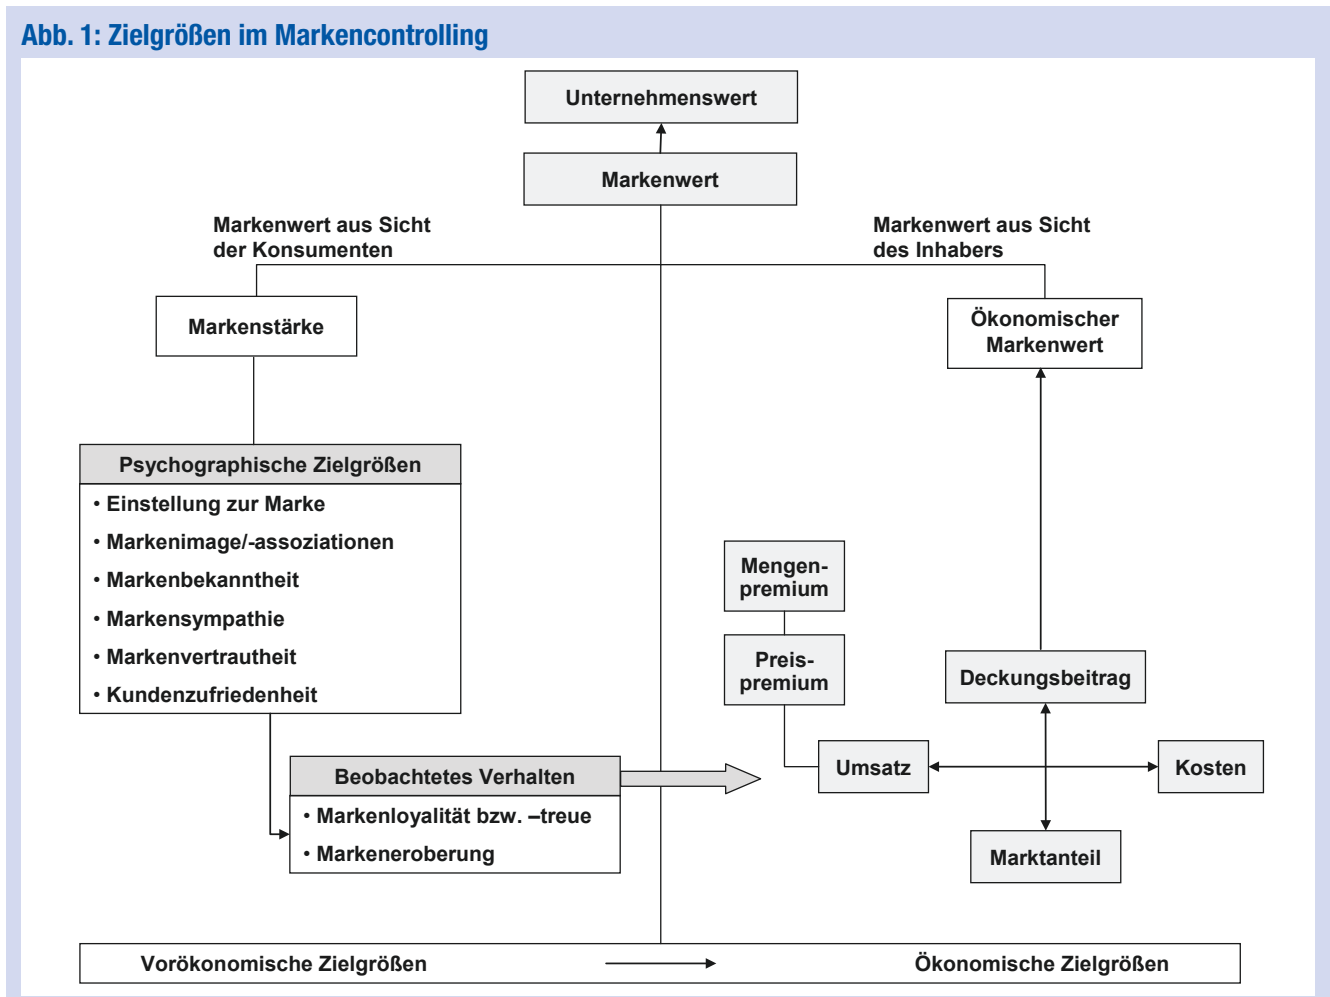 Abb. 1: Zielgrößen im Markencontrolling
Unternehmenswert
Markenwert
Markenwert aus Sicht
der Konsumenten
Markenwert aus Sicht
des Inhabers
Markenstärke
Ökonomischer
Markenwert
Psychographische Zielgrößen
• Einstellung zur Marke
• Markenimage/-assoziationen
• Markenbekanntheit
• Markensympathie
• Markenvertrautheit
• Kundenzufriedenheit
Mengen-
premium
Preis-
premium
Deckungsbeitrag
Umsatz
Kosten
Marktanteil
Beobachtetes Verhalten
• Markenloyalität bzw. –treue
• Markeneroberung
Vorökonomische Zielgrößen
Ökonomische Zielgrößen